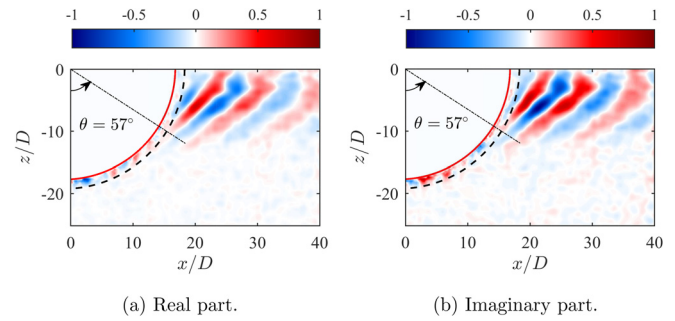 -1 -0.5 0 0.5 1
-1 -0.5 0 0.5 1
0
-10
-20
z/D
θ = 57°
0 10 20 30 40
x/D
0
-10
-20
z/D
θ = 57°
0 10 20 30 40
x/D
(a) Real part.
(b) Imaginary part.